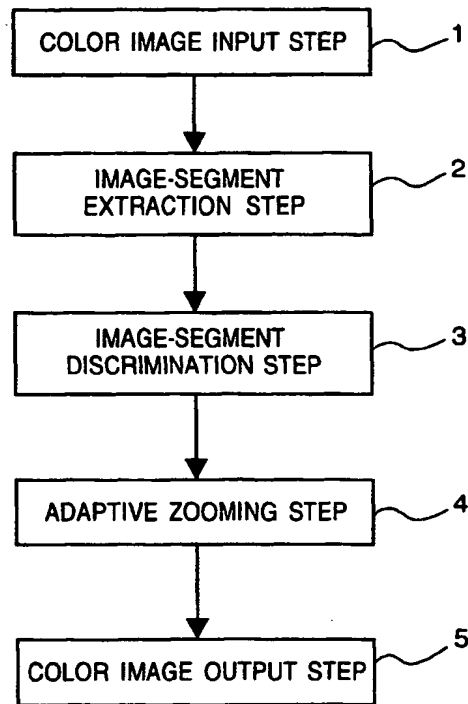 COLOR IMAGE INPUT STEP
1
IMAGE-SEGMENT
EXTRACTION STEP
2
IMAGE-SEGMENT
DISCRIMINATION STEP
3
ADAPTIVE ZOOMING STEP
4
COLOR IMAGE OUTPUT STEP
5